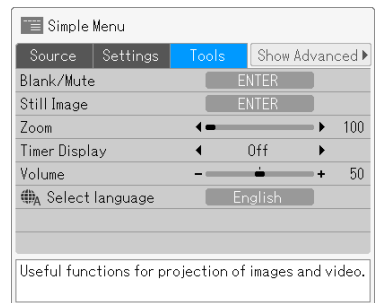 Simple Menu
Source Settings Tools Show Advanced
Blank/Mute ENTER
Still Image ENTER
Zoom 100
Timer Display Off
Volume - + 50
Select language English
Useful functions for projection of images and video.